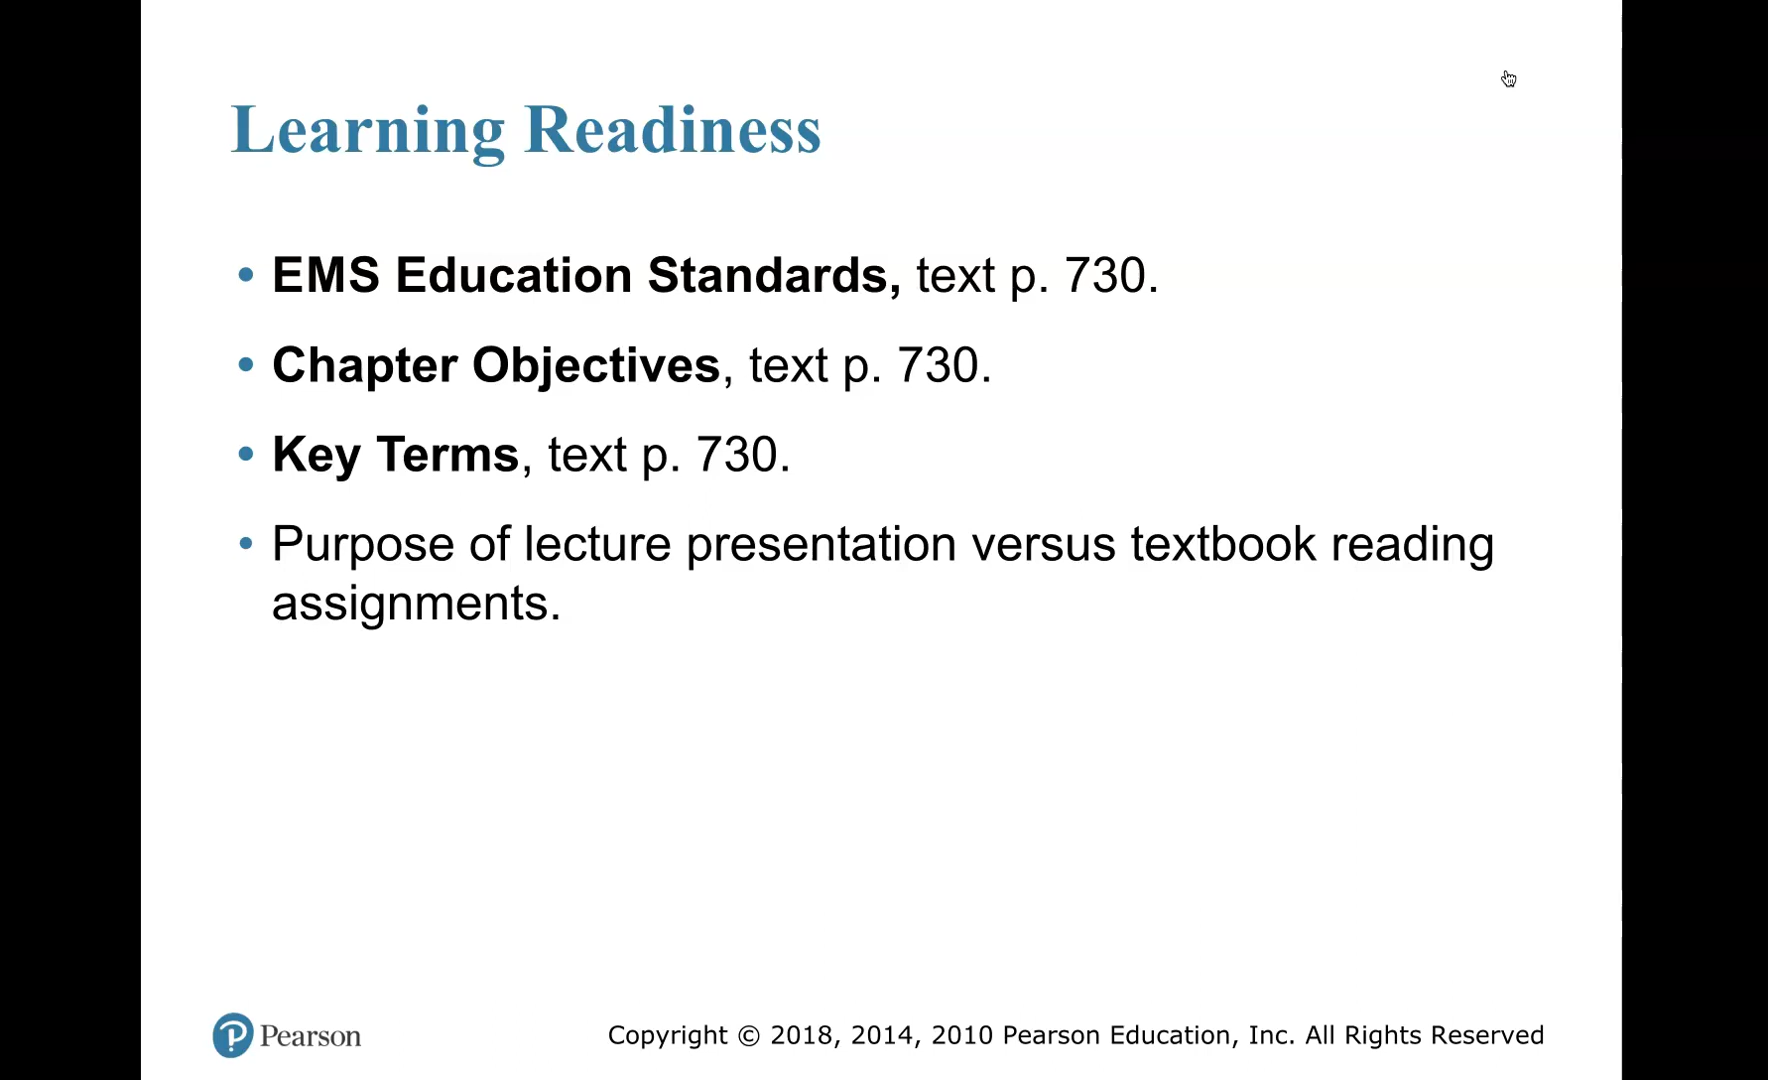 Learning Readiness
• EMS Education Standards, text p. 730.
• Chapter Objectives, text p. 730.
• Key Terms, text p. 730.
• Purpose of lecture presentation versus textbook reading
assignments.
Pearson
Copyright © 2018, 2014, 2010 Pearson Education, Inc. All Rights Reserved